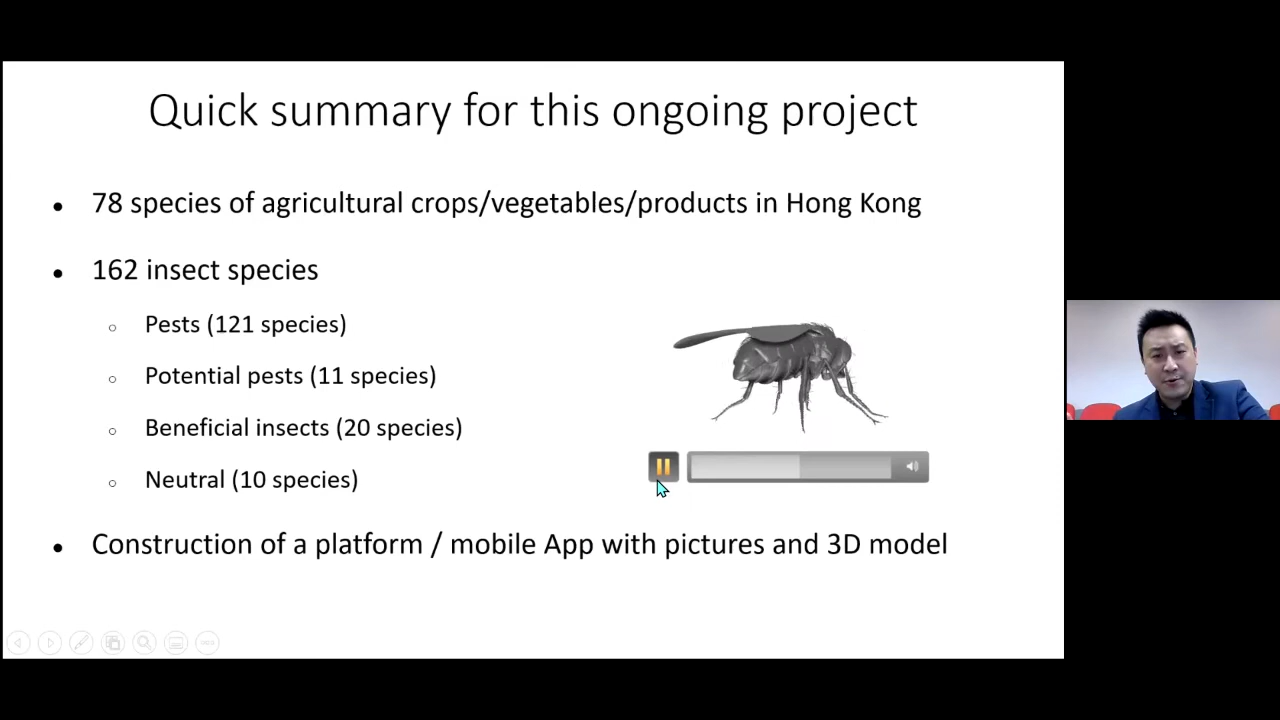 Quick summary for this ongoing project
• 78 species of agricultural crops/vegetables/products in Hong Kong
• 162 insect species
○ Pests (121 species)
○ Potential pests (11 species)
○ Beneficial insects (20 species)
○ Neutral (10 species)
• Construction of a platform / mobile App with pictures and 3D model